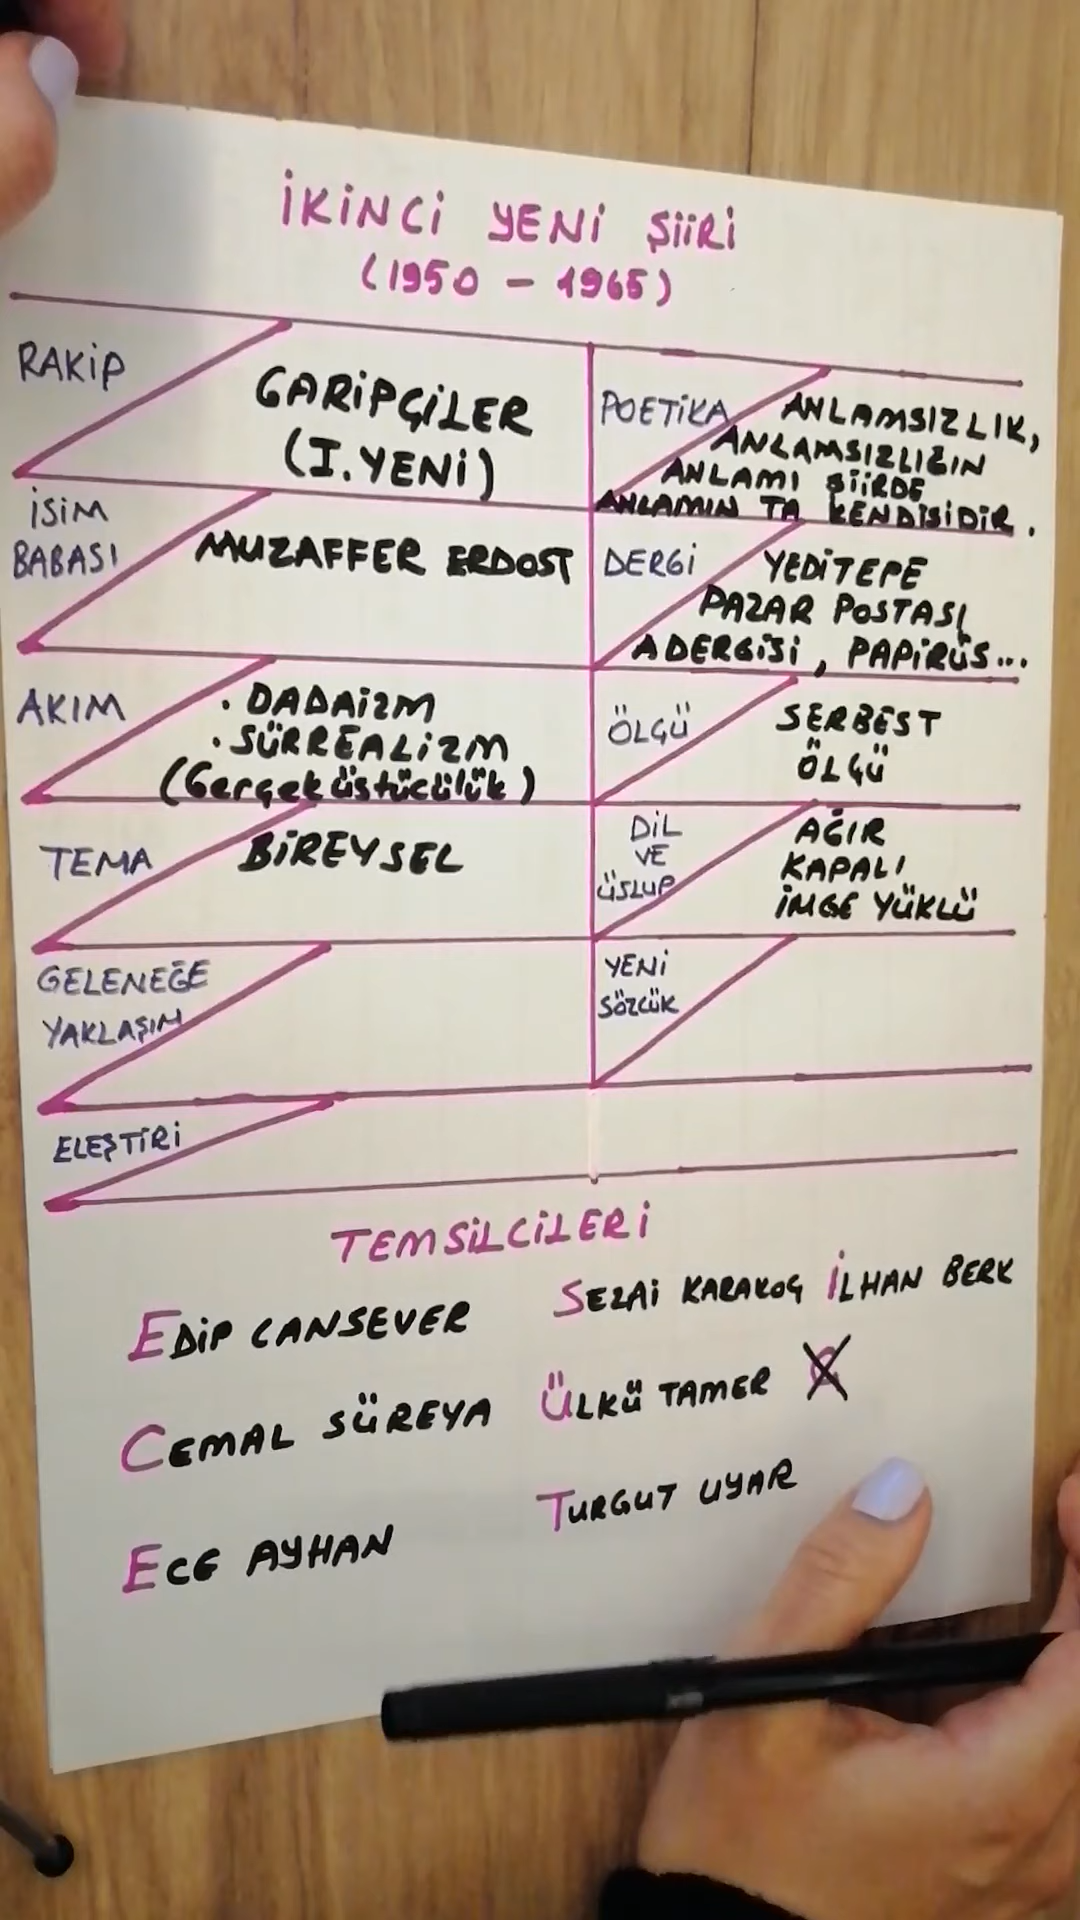 İKİNCİ YENİ ŞİİRİ
(1950 - 1965)
RAKİP
GARİPÇİLER
(I.YENİ)
POETİKA
ANLAMSIZLIK,
ANLAMSIZLIĞIN
ANLAMI ŞİİRDE
ANLAMIN TA KENDİSİDİR.
İSİM
BABASI
MUZAFFER ERDOST
DERGİ
YEDİTEPE
PAZAR POSTASI,
A DERGİSİ, PAPİRÜS...
AKIM
. DADAİZM
. SÜRREALİZM
(Gerçeküstücülük)
ÖLÇÜ
SERBEST
ÖLÇÜ
TEMA
BİREYSEL
DİL
VE
ÜSLUP
AĞIR
KAPALI
İMGE YÜKLÜ
GELENEĞE
YAKLAŞIM
YENİ
SÖZCÜK
ELEŞTİRİ
TEMSİLCİLERİ
EDİP CANSEVER
SEZAİ KARAKOÇ İLHAN BERK
CEMAL SÜREYA
ÜLKÜ TAMER
ECE AYHAN
TURGUT UYAR